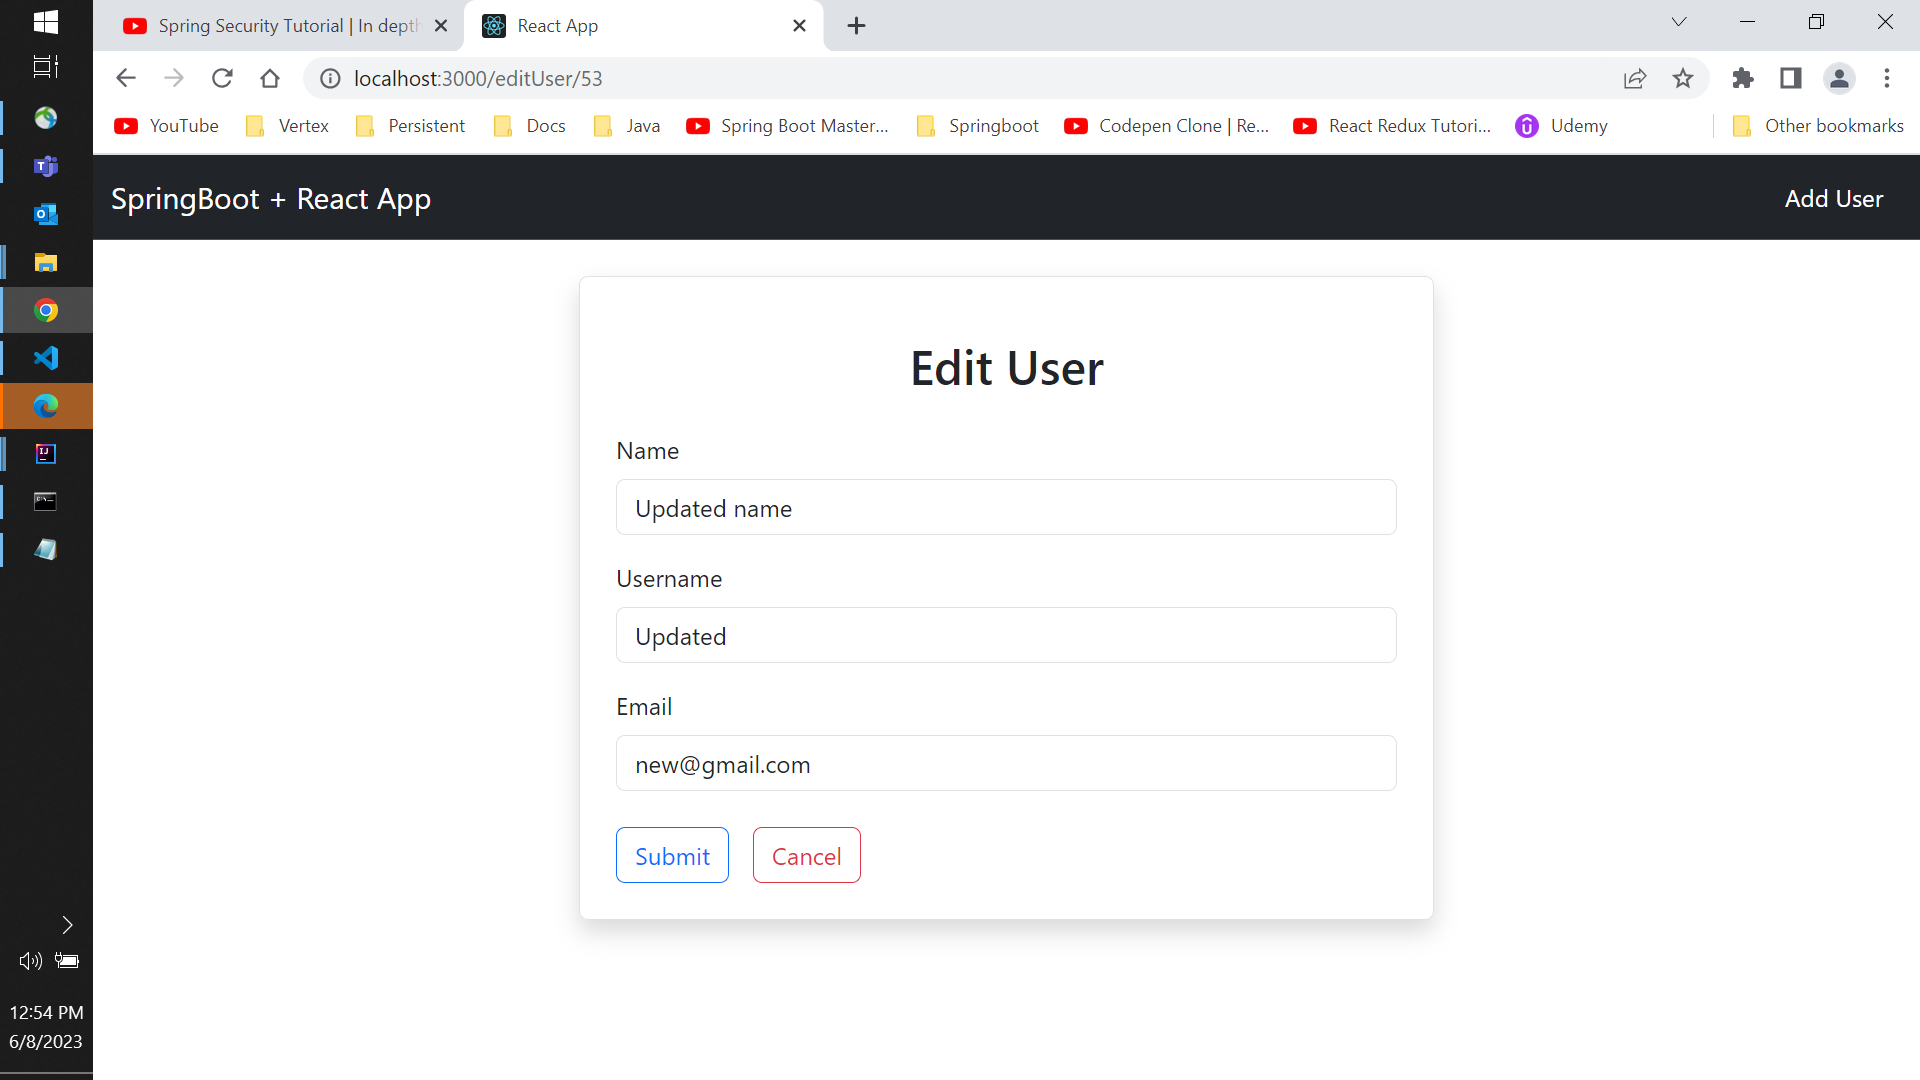 Spring Security Tutorial | In depth
React App
localhost:3000/editUser/53
YouTube
Vertex
Persistent
Docs
Java
Spring Boot Master...
Springboot
Codepen Clone | Re...
React Redux Tutori...
Udemy
Other bookmarks
SpringBoot + React App
Add User
Edit User
Name
Updated name
Username
Updated
Email
new@gmail.com
Submit
Cancel
12:54 PM
6/8/2023